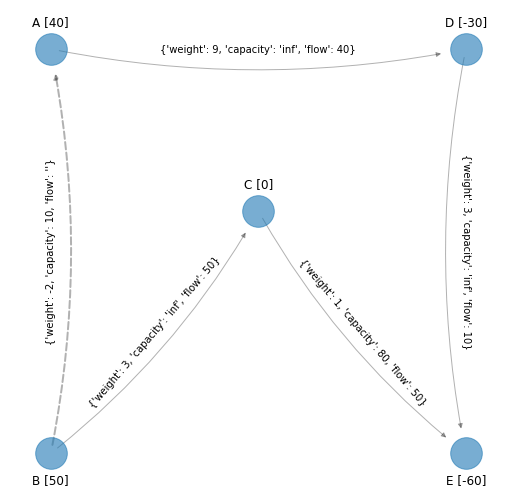 A [40]
D [-30]
{'weight': 9, 'capacity': 'inf', 'flow': 40}
{'weight': -2, 'capacity': 10, 'flow': ''}
C [0]
{'weight': 3, 'capacity': 'inf', 'flow': 10}
{'weight': 3, 'capacity': 'inf', 'flow': 50}
{'weight': 1, 'capacity': 80, 'flow': 50}
B [50]
E [-60]